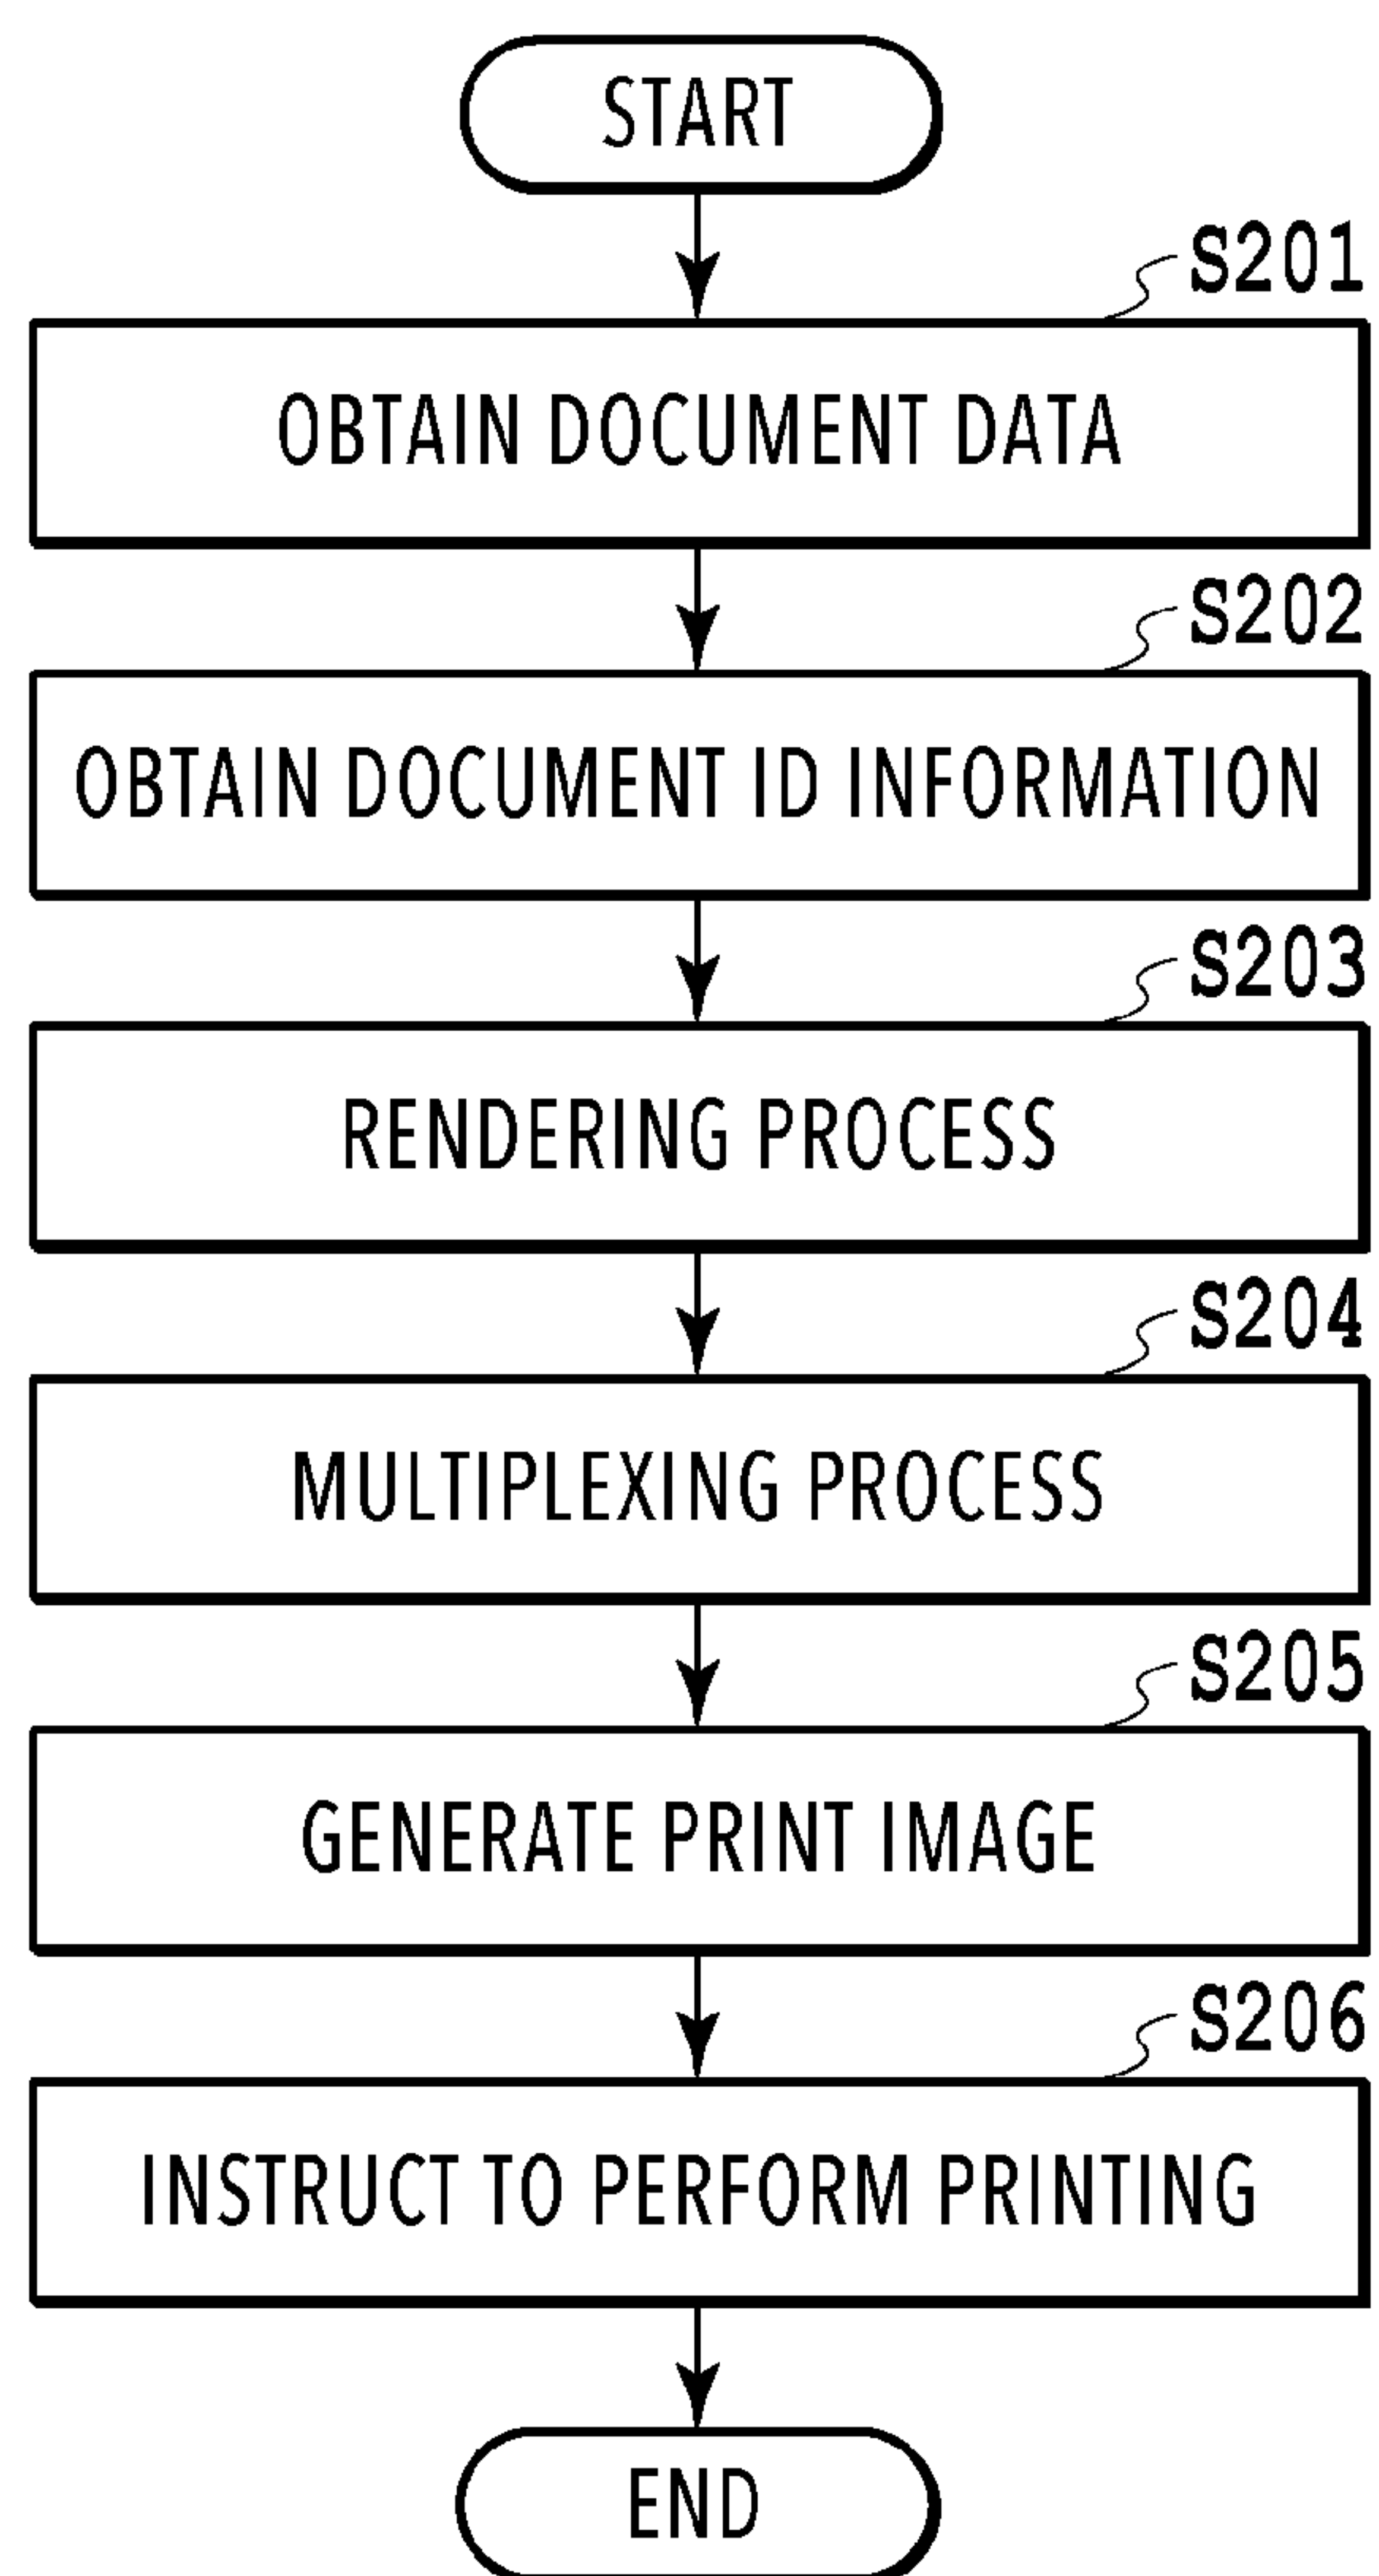 START
S201
OBTAIN DOCUMENT DATA
S202
OBTAIN DOCUMENT ID INFORMATION
S203
RENDERING PROCESS
S204
MULTIPLEXING PROCESS
S205
GENERATE PRINT IMAGE
S206
INSTRUCT TO PERFORM PRINTING
END